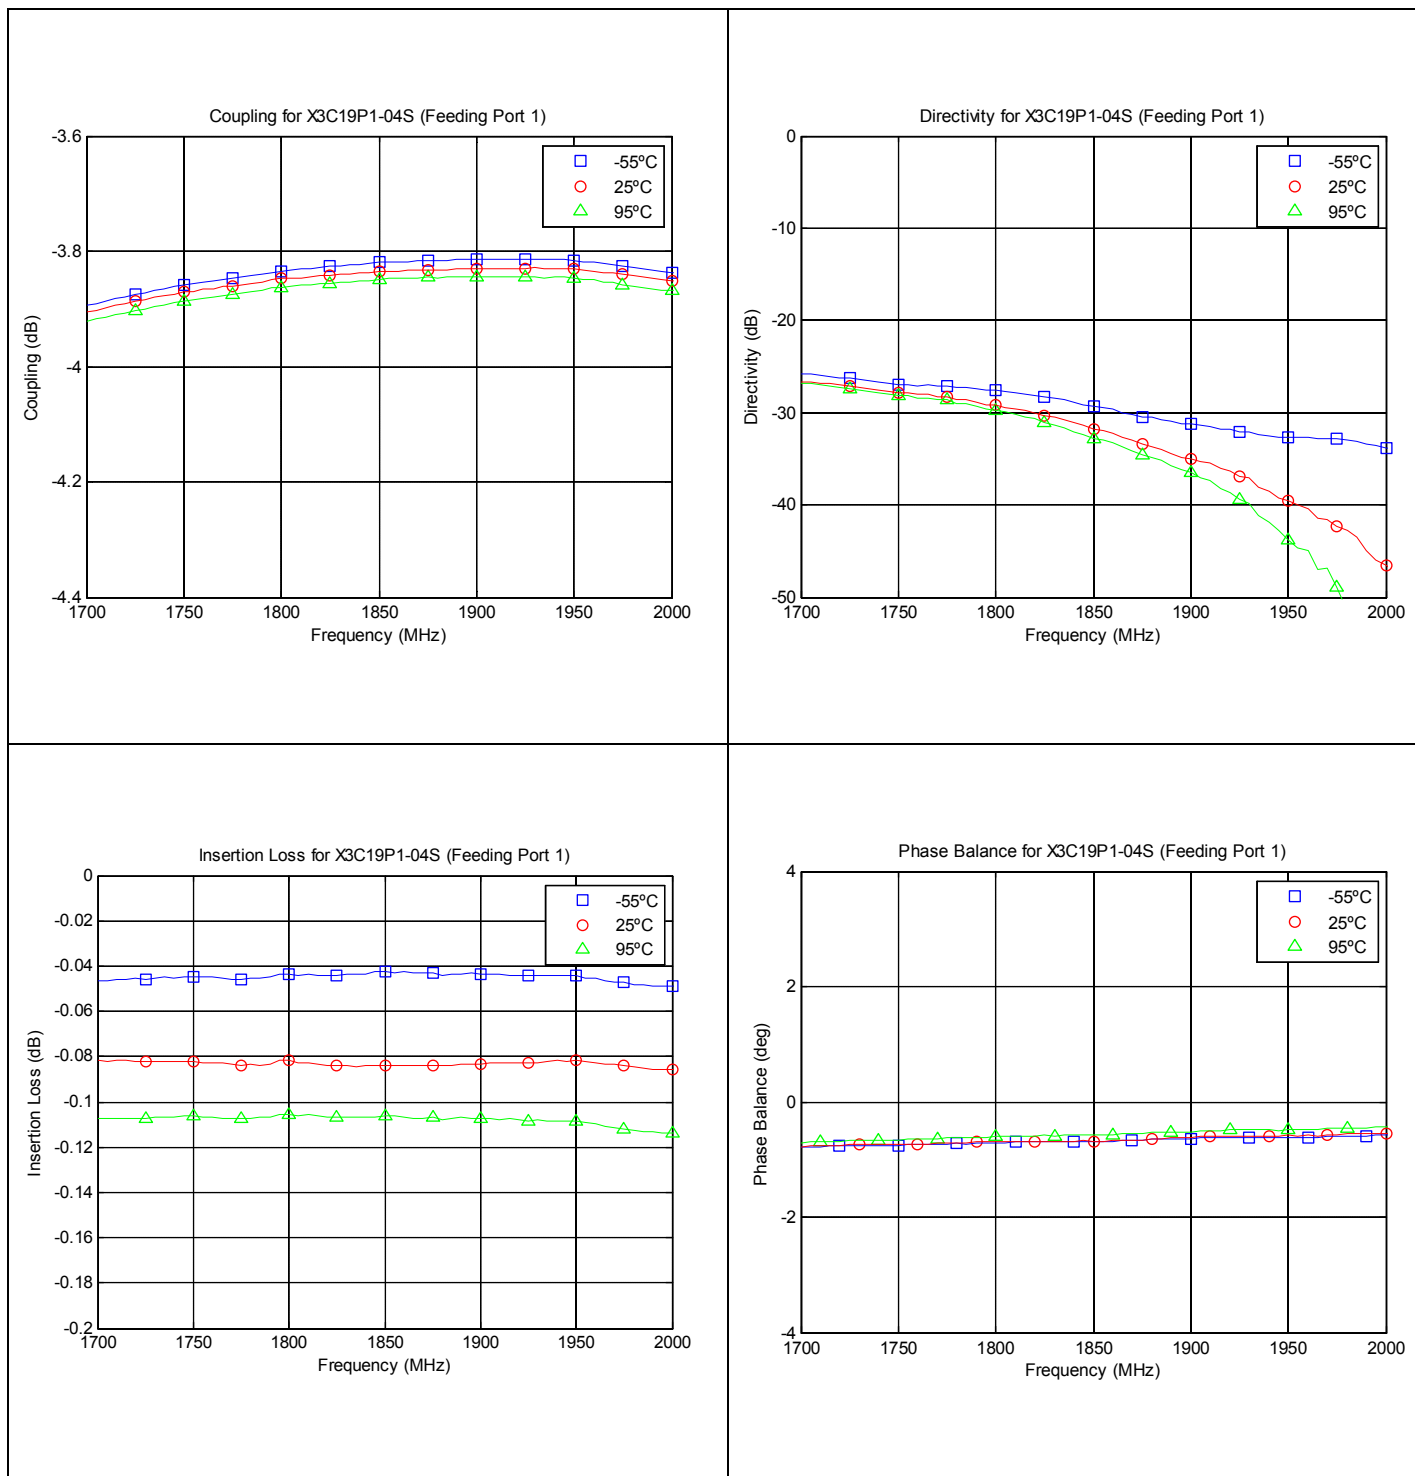 Coupling for X3C19P1-04S (Feeding Port 1)
-3.6
-3.8
-4
-4.2
-4.4
Coupling (dB)
-55ºC
25ºC
95ºC
1700 1750 1800 1850 1900 1950 2000
Frequency (MHz)
Directivity for X3C19P1-04S (Feeding Port 1)
0
-10
-20
-30
-40
-50
Directivity (dB)
-55ºC
25ºC
95ºC
1700 1750 1800 1850 1900 1950 2000
Frequency (MHz)
Insertion Loss for X3C19P1-04S (Feeding Port 1)
0
-0.02
-0.04
-0.06
-0.08
-0.1
-0.12
-0.14
-0.16
-0.18
-0.2
Insertion Loss (dB)
-55ºC
25ºC
95ºC
1700 1750 1800 1850 1900 1950 2000
Frequency (MHz)
Phase Balance for X3C19P1-04S (Feeding Port 1)
4
2
0
-2
-4
Phase Balance (deg)
-55ºC
25ºC
95ºC
1700 1750 1800 1850 1900 1950 2000
Frequency (MHz)